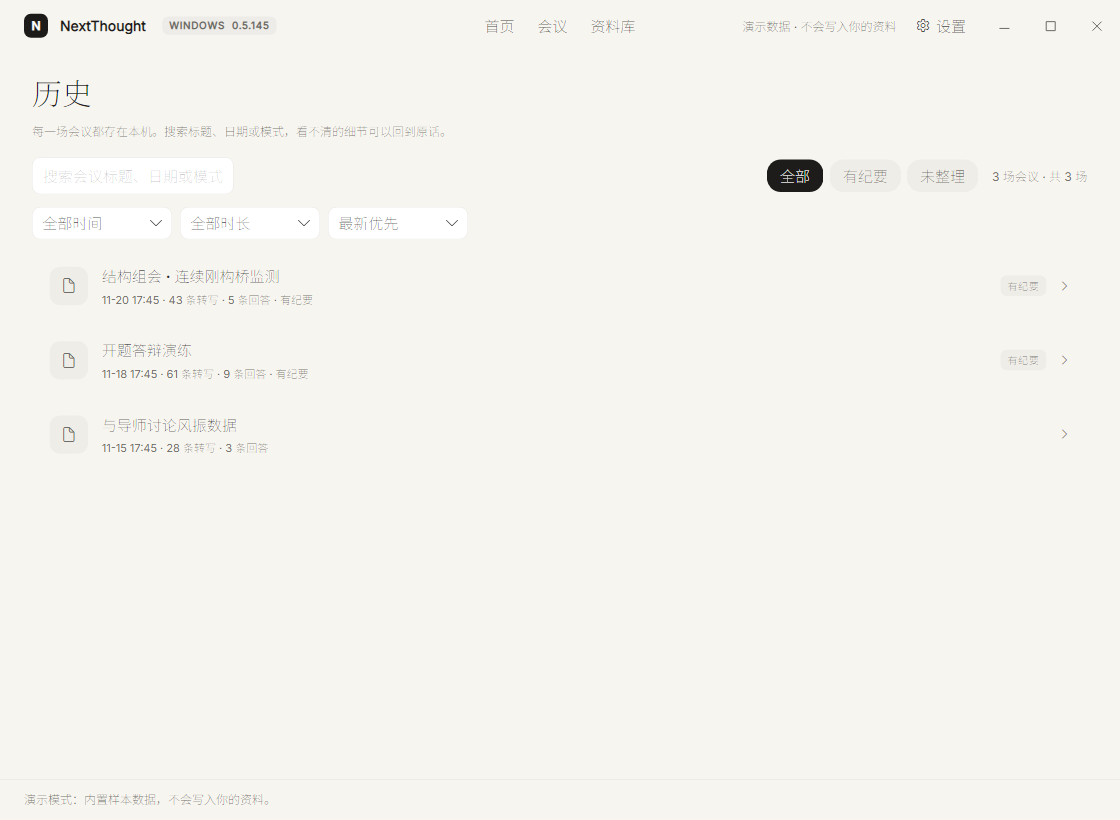 N NextThought WINDOWS 0.5.145 首页 会议 资料库 演示数据 · 不会写入你的资料 设置
历史
每一场会议都存在本机。搜索标题、日期或模式，看不清的细节可以回到原话。
搜索会议标题、日期或模式 全部 有纪要 未整理 3 场会议 · 共 3 场
全部时间 全部时长 最新优先
结构组会 · 连续刚构桥监测
11-20 17:45 · 43 条转写 · 5 条回答 · 有纪要 有纪要
开题答辩演练
11-18 17:45 · 61 条转写 · 9 条回答 · 有纪要 有纪要
与导师讨论风振数据
11-15 17:45 · 28 条转写 · 3 条回答
演示模式：内置样本数据，不会写入你的资料。